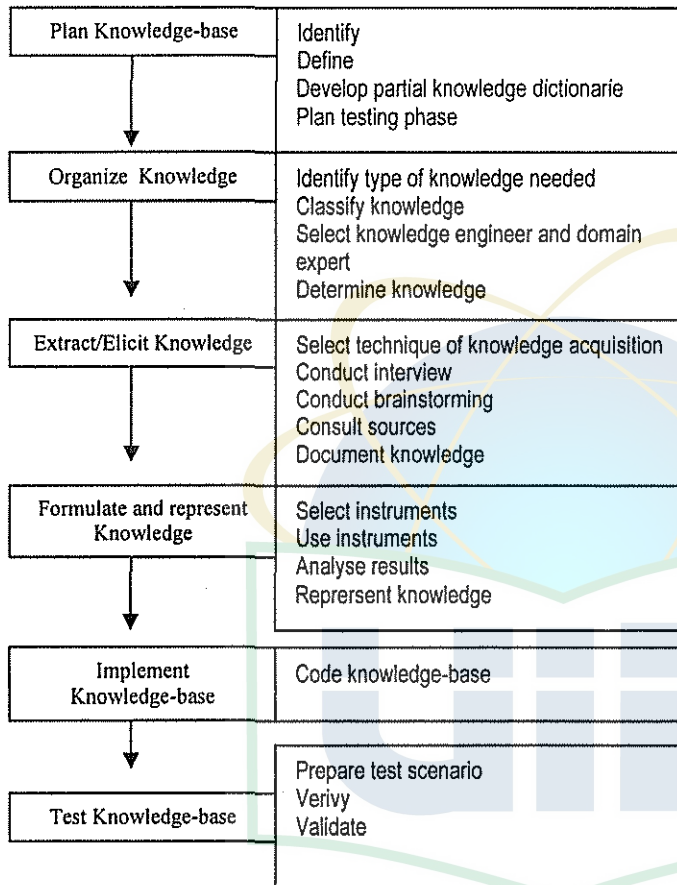 Plan Knowledge-base
Identify
Define
Develop partial knowledge dictionarie
Plan testing phase
Organize Knowledge
Identify type of knowledge needed
Classify knowledge
Select knowledge engineer and domain
expert
Determine knowledge
Extract/Elicit Knowledge
Select technique of knowledge acquisition
Conduct interview
Conduct brainstorming
Consult sources
Document knowledge
Formulate and represent
Knowledge
Select instruments
Use instruments
Analyse results
Reprersent knowledge
Implement
Knowledge-base
Code knowledge-base
Test Knowledge-base
Prepare test scenario
Verivy
Validate